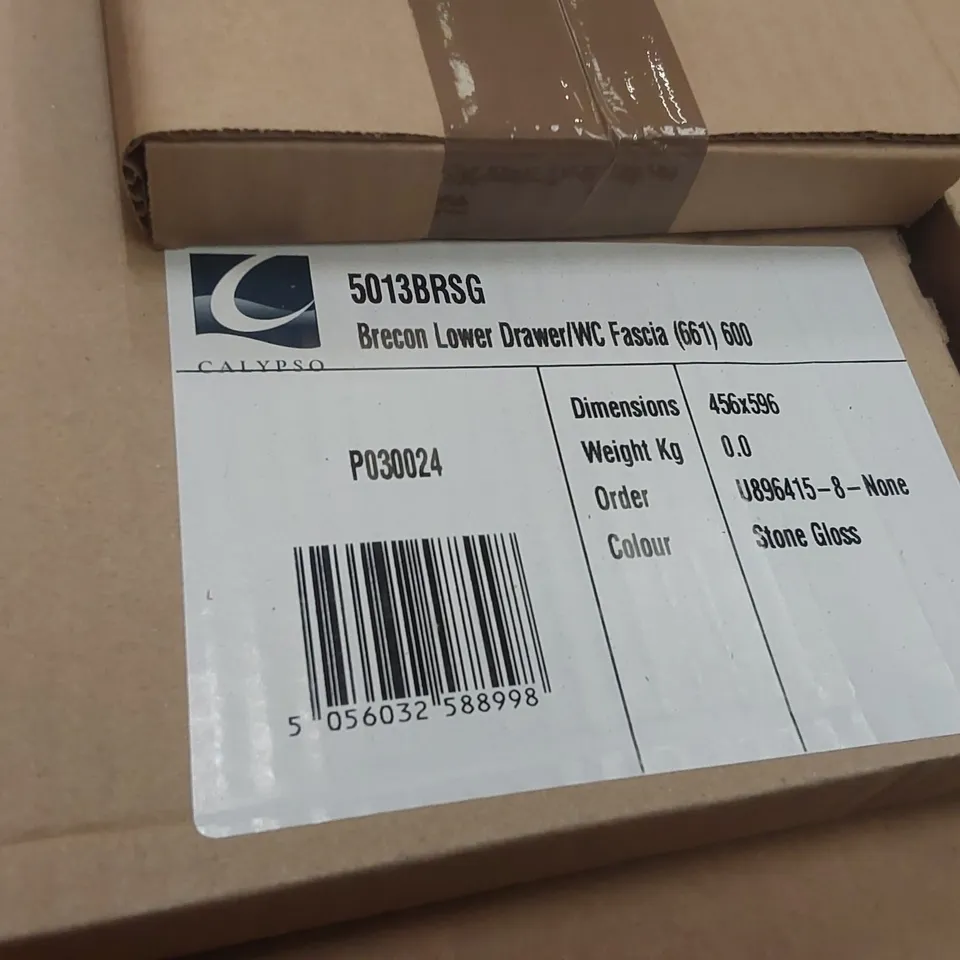 5013BRSG
Brecon Lower Drawer/WC Fascia (661) 600
CALYPSO
P030024
Dimensions 456x596
Weight Kg 0.0
Order U896415-8-None
Colour Stone Gloss
5 056032 588998